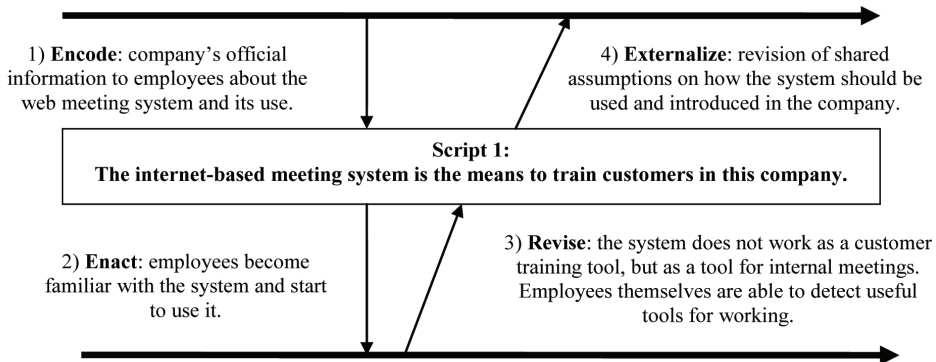 1) Encode: company’s official
information to employees about the
web meeting system and its use.
4) Externalize: revision of shared
assumptions on how the system should be
used and introduced in the company.
Script 1:
The internet-based meeting system is the means to train customers in this company.
2) Enact: employees become
familiar with the system and start
to use it.
3) Revise: the system does not work as a customer
training tool, but as a tool for internal meetings.
Employees themselves are able to detect useful
tools for working.